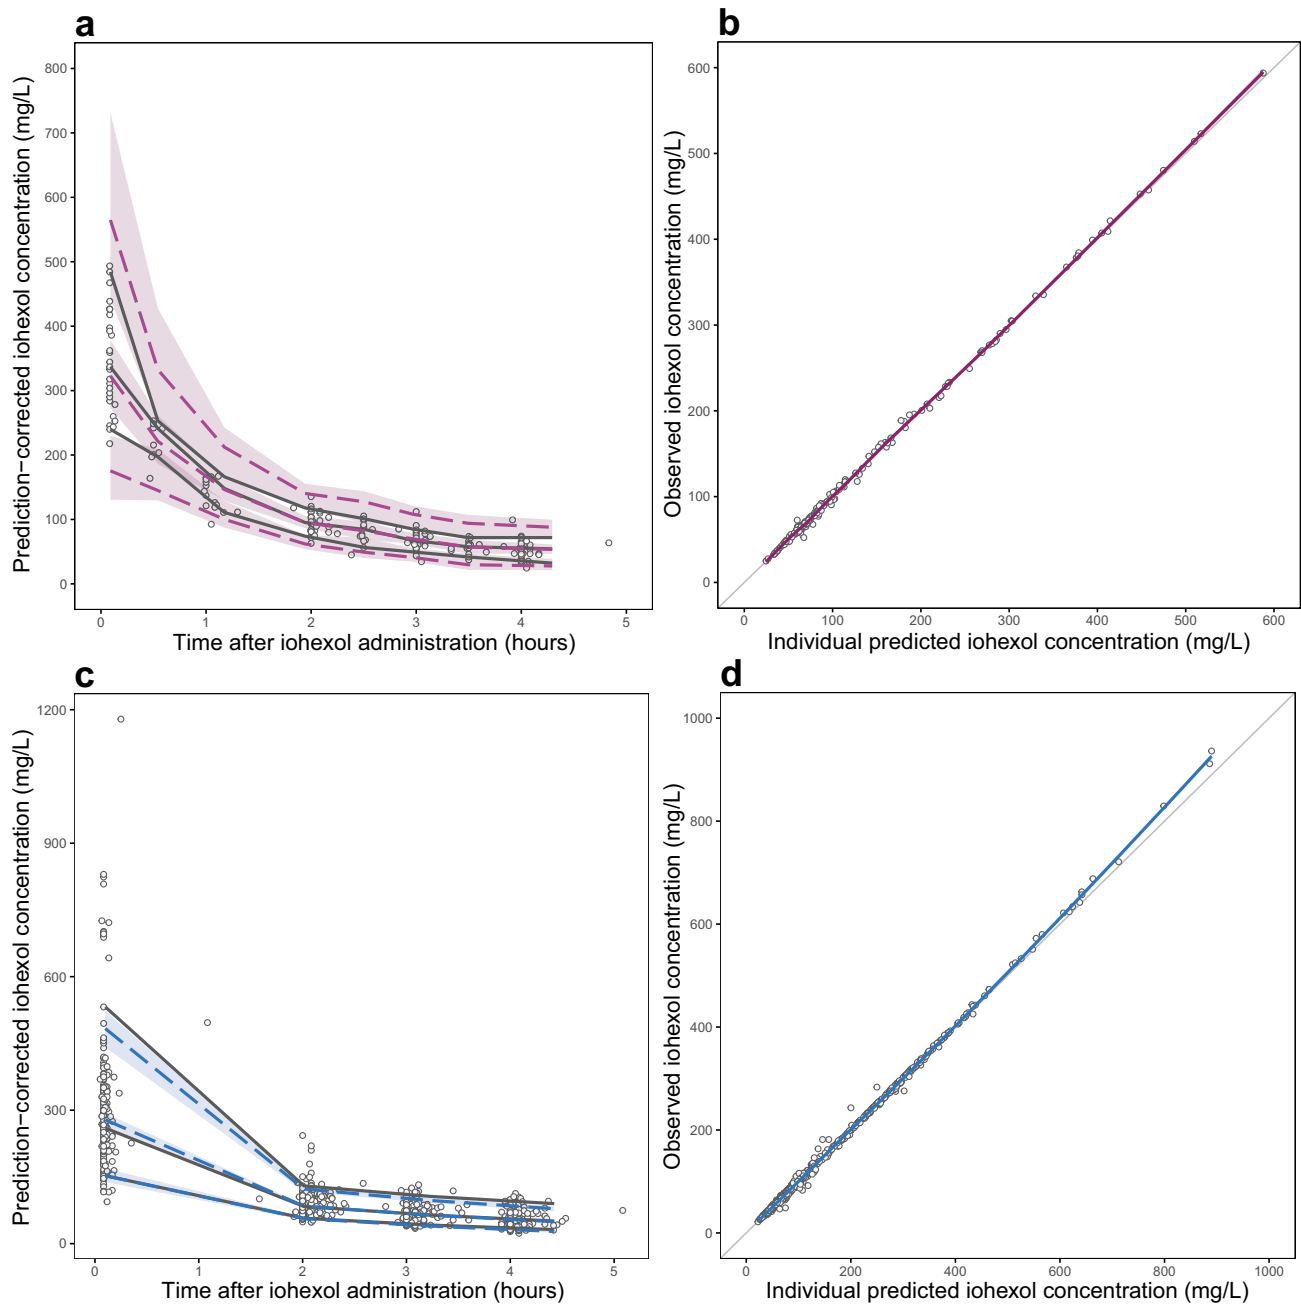 a
Prediction−corrected iohexol concentration (mg/L)
800
700
600
500
400
300
200
100
0
0 1 2 3 4 5
Time after iohexol administration (hours)
b
Observed iohexol concentration (mg/L)
600
500
400
300
200
100
0
0 100 200 300 400 500 600
Individual predicted iohexol concentration (mg/L)
c
Prediction−corrected iohexol concentration (mg/L)
1200
900
600
300
0
0 1 2 3 4 5
Time after iohexol administration (hours)
d
Observed iohexol concentration (mg/L)
1000
800
600
400
200
0
0 200 400 600 800 1000
Individual predicted iohexol concentration (mg/L)